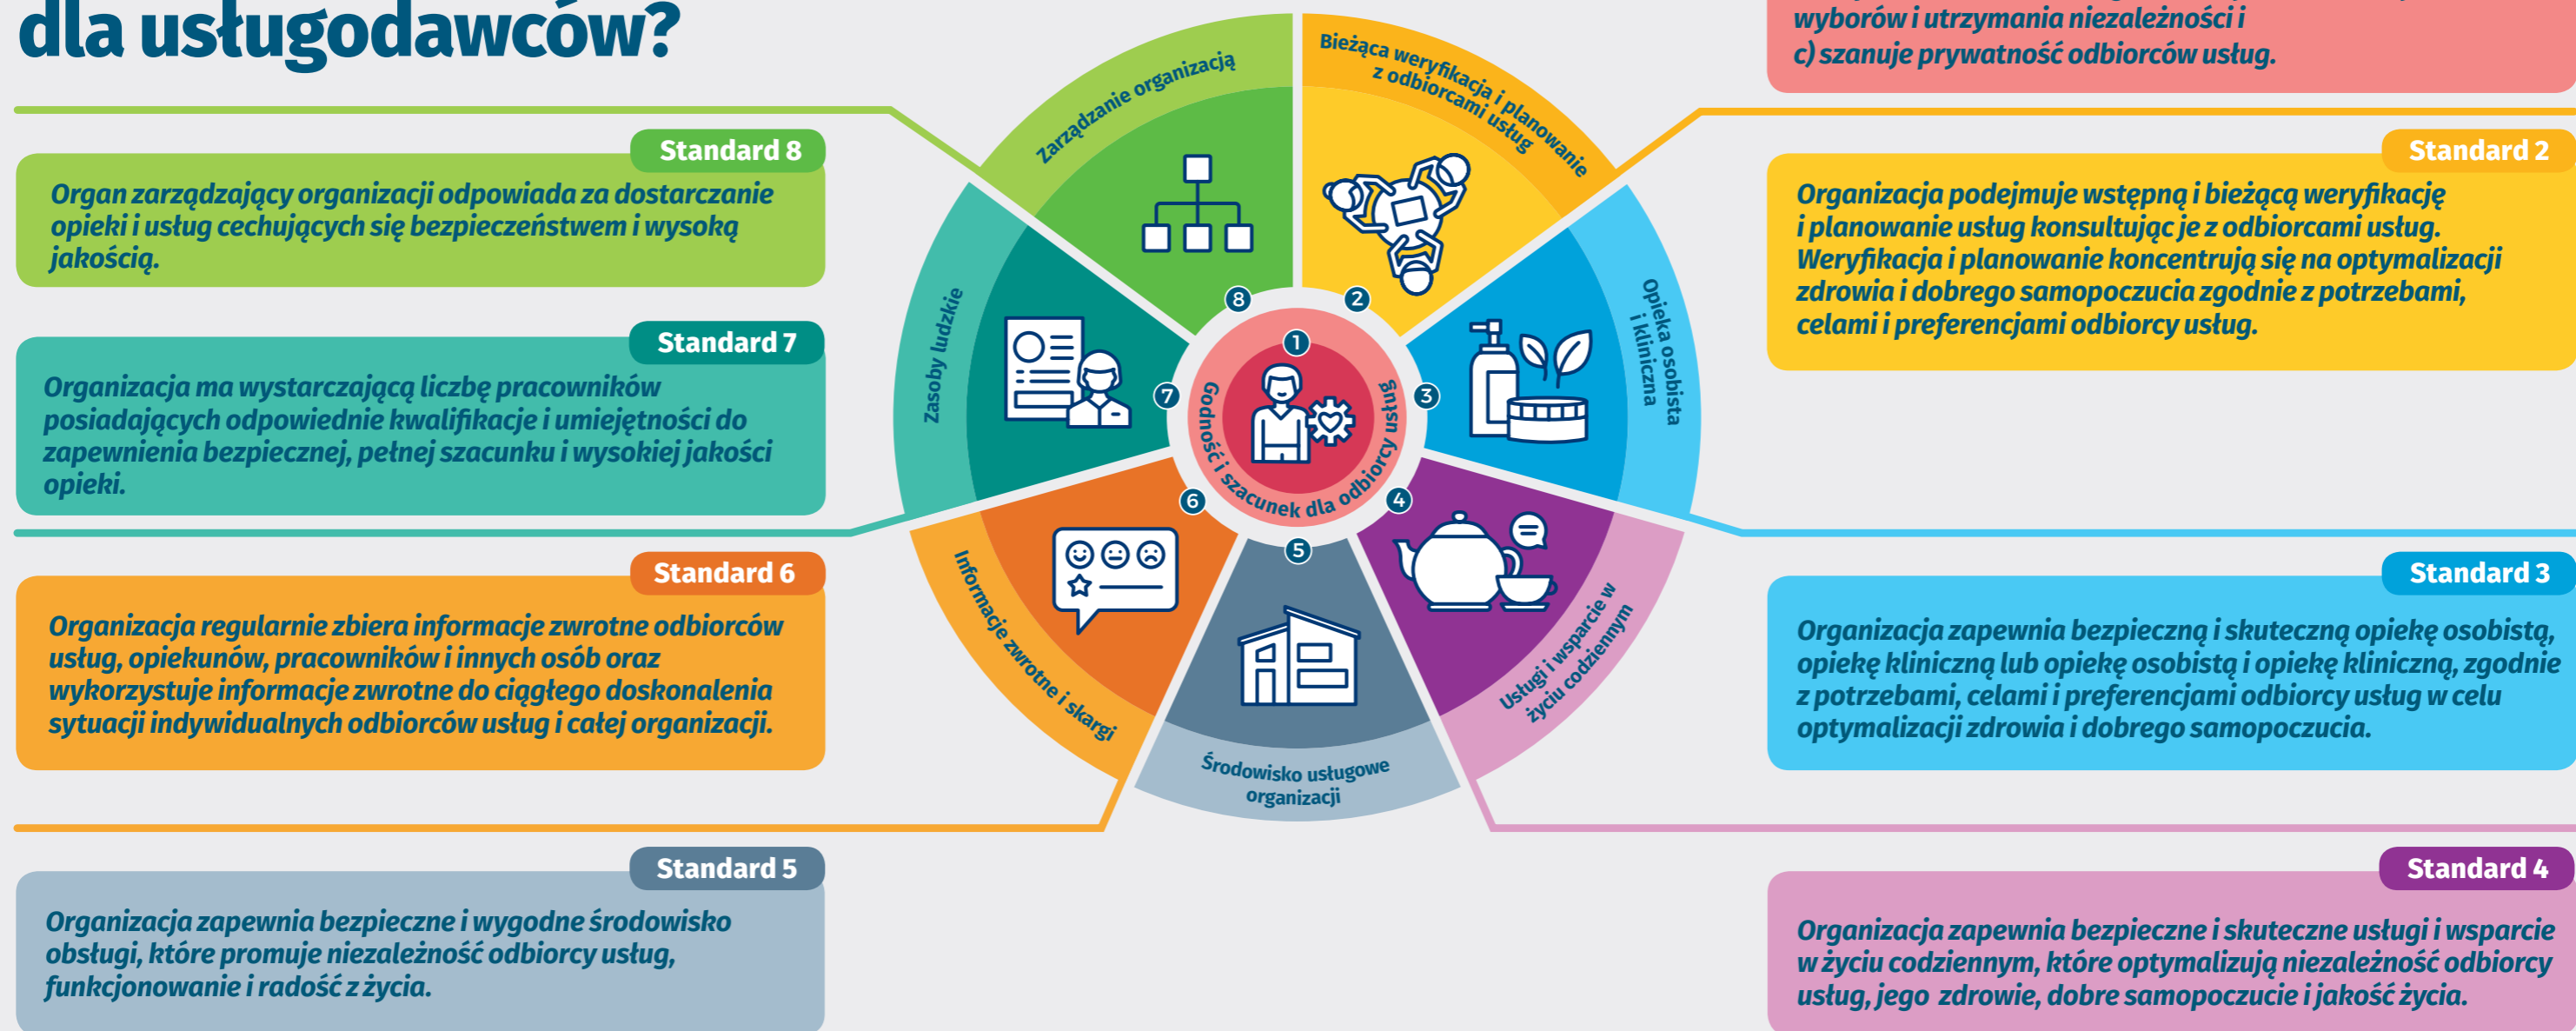 dla usługodawców?
wyborów i utrzymania niezależności i
c) szanuje prywatność odbiorców usług.
Zarządzanie organizacją
Bieżąca weryfikacja i planowanie
z odbiorcami usług
Opieka osobista
i kliniczna
Usługi i wsparcie w
życiu codziennym
Środowisko usługowe
organizacji
Informacje zwrotne i skargi
Zasoby ludzkie
Godność i szacunek dla odbiorcy usług
1
2
3
4
5
6
7
8
Standard 8
Organ zarządzający organizacji odpowiada za dostarczanie
opieki i usług cechujących się bezpieczeństwem i wysoką
jakością.
Standard 7
Organizacja ma wystarczającą liczbę pracowników
posiadających odpowiednie kwalifikacje i umiejętności do
zapewnienia bezpiecznej, pełnej szacunku i wysokiej jakości
opieki.
Standard 6
Organizacja regularnie zbiera informacje zwrotne odbiorców
usług, opiekunów, pracowników i innych osób oraz
wykorzystuje informacje zwrotne do ciągłego doskonalenia
sytuacji indywidualnych odbiorców usług i całej organizacji.
Standard 5
Organizacja zapewnia bezpieczne i wygodne środowisko
obsługi, które promuje niezależność odbiorcy usług,
funkcjonowanie i radość z życia.
Standard 2
Organizacja podejmuje wstępną i bieżącą weryfikację
i planowanie usług konsultując je z odbiorcami usług.
Weryfikacja i planowanie koncentrują się na optymalizacji
zdrowia i dobrego samopoczucia zgodnie z potrzebami,
celami i preferencjami odbiorcy usług.
Standard 3
Organizacja zapewnia bezpieczną i skuteczną opiekę osobistą,
opiekę kliniczną lub opiekę osobistą i opiekę kliniczną, zgodnie
z potrzebami, celami i preferencjami odbiorcy usług w celu
optymalizacji zdrowia i dobrego samopoczucia.
Standard 4
Organizacja zapewnia bezpieczne i skuteczne usługi i wsparcie
w życiu codziennym, które optymalizują niezależność odbiorcy
usług, jego zdrowie, dobre samopoczucie i jakość życia.